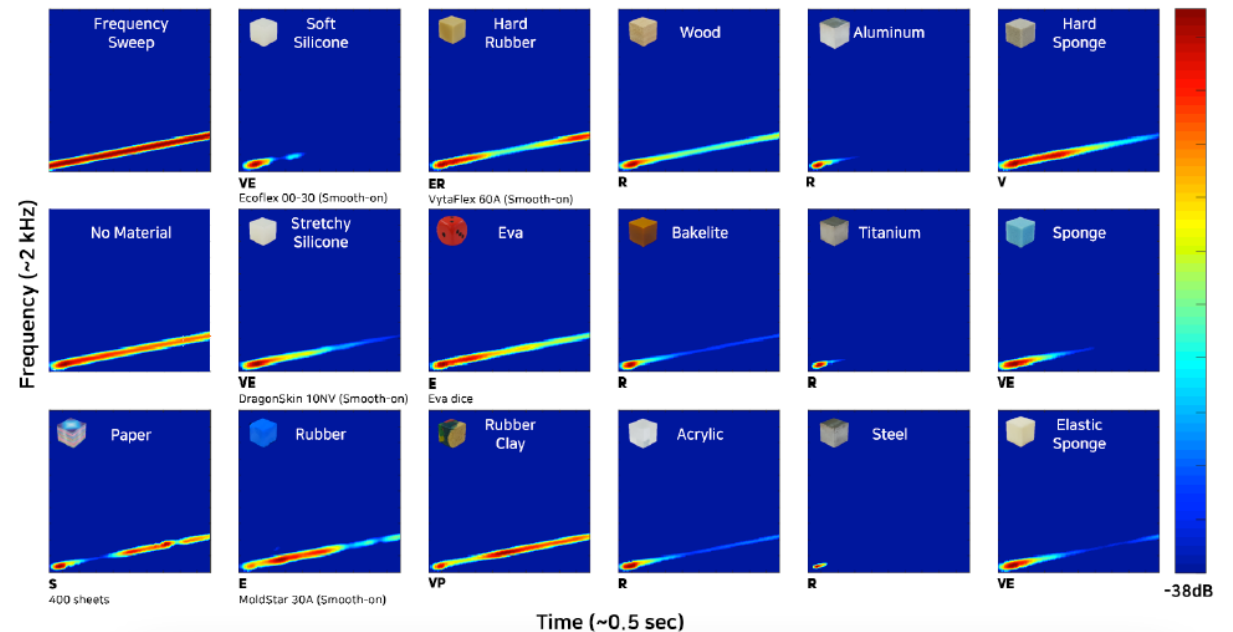 Frequency
Sweep
Soft
Silicone
Hard
Rubber
Wood
Aluminum
Hard
Sponge
VE
Ecoflex 00-30 (Smooth-on)
ER
VytaFlex 60A (Smooth-on)
R
R
V
No Material
Stretchy
Silicone
Eva
Bakelite
Titanium
Sponge
VE
DragonSkin 10NV (Smooth-on)
E
Eva dice
R
R
VE
Paper
Rubber
Rubber
Clay
Acrylic
Steel
Elastic
Sponge
S
400 sheets
E
MoldStar 30A (Smooth-on)
VP
R
R
VE
-38dB
Frequency (~2 kHz)
Time (~0.5 sec)